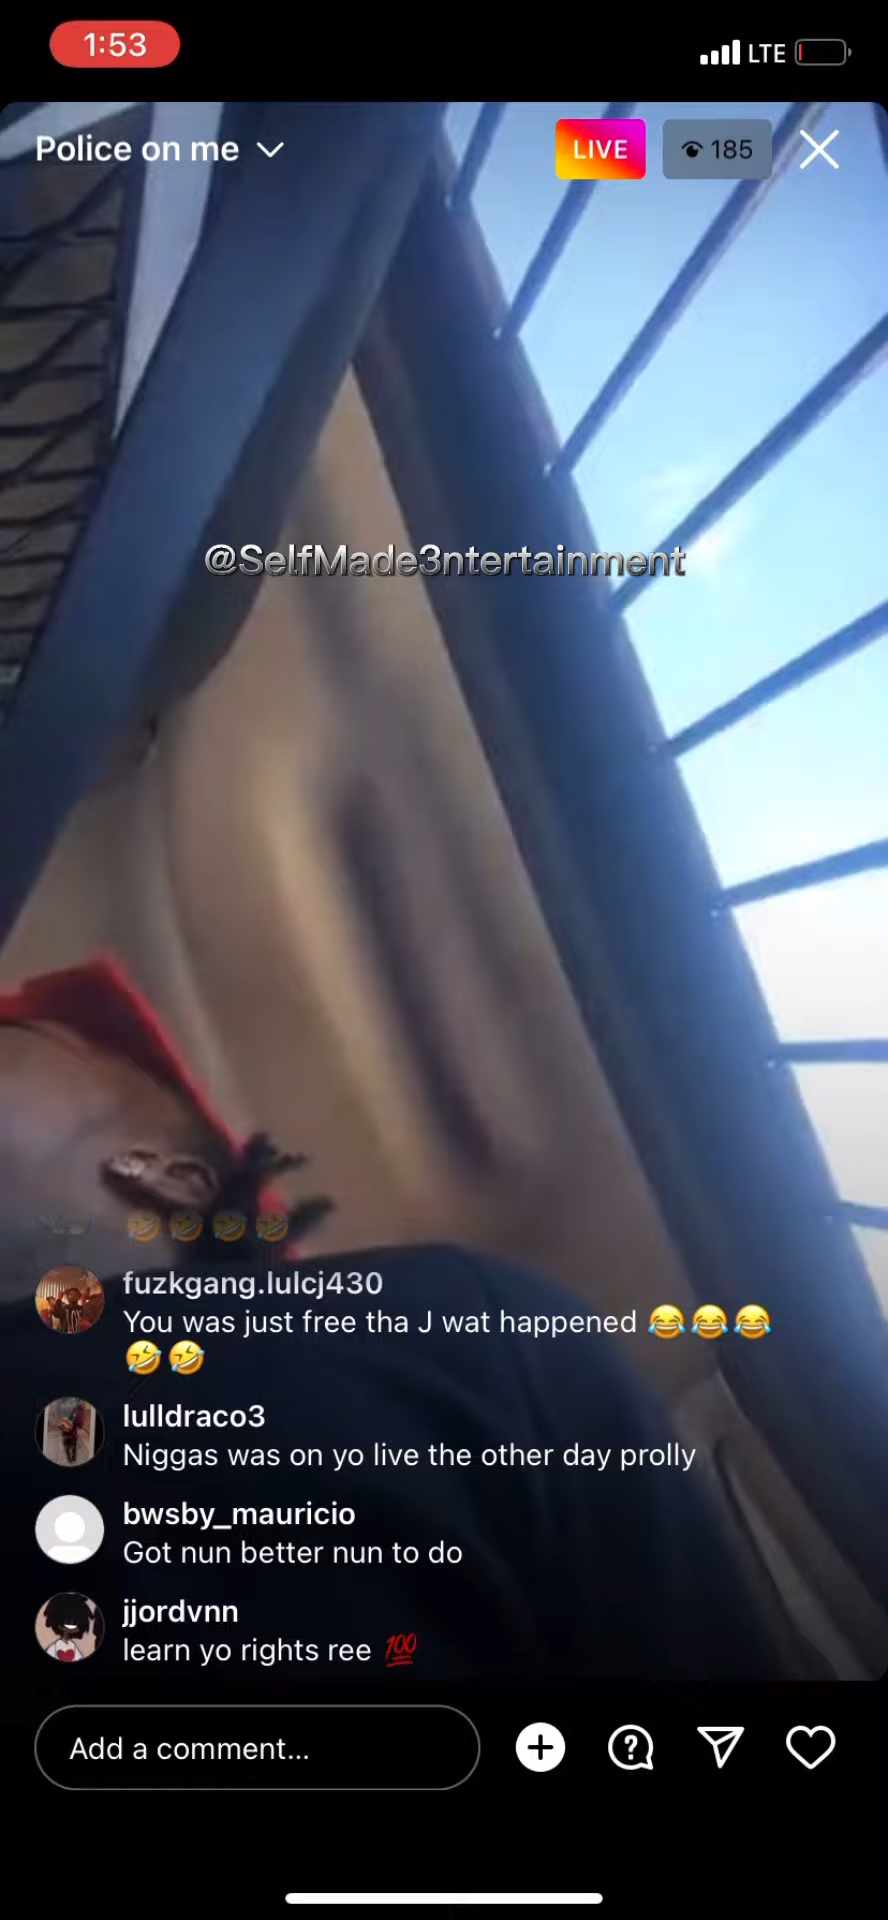 1:53
LTE
Police on me
LIVE
185
@SelfMade3ntertainment
🤣🤣🤣🤣
fuzkgang.lulcj430
You was just free tha J wat happened 😂😂😂
🤣🤣
lulldraco3
Niggas was on yo live the other day prolly
bwsby_mauricio
Got nun better nun to do
jjordvnn
learn yo rights ree 💯
Add a comment...